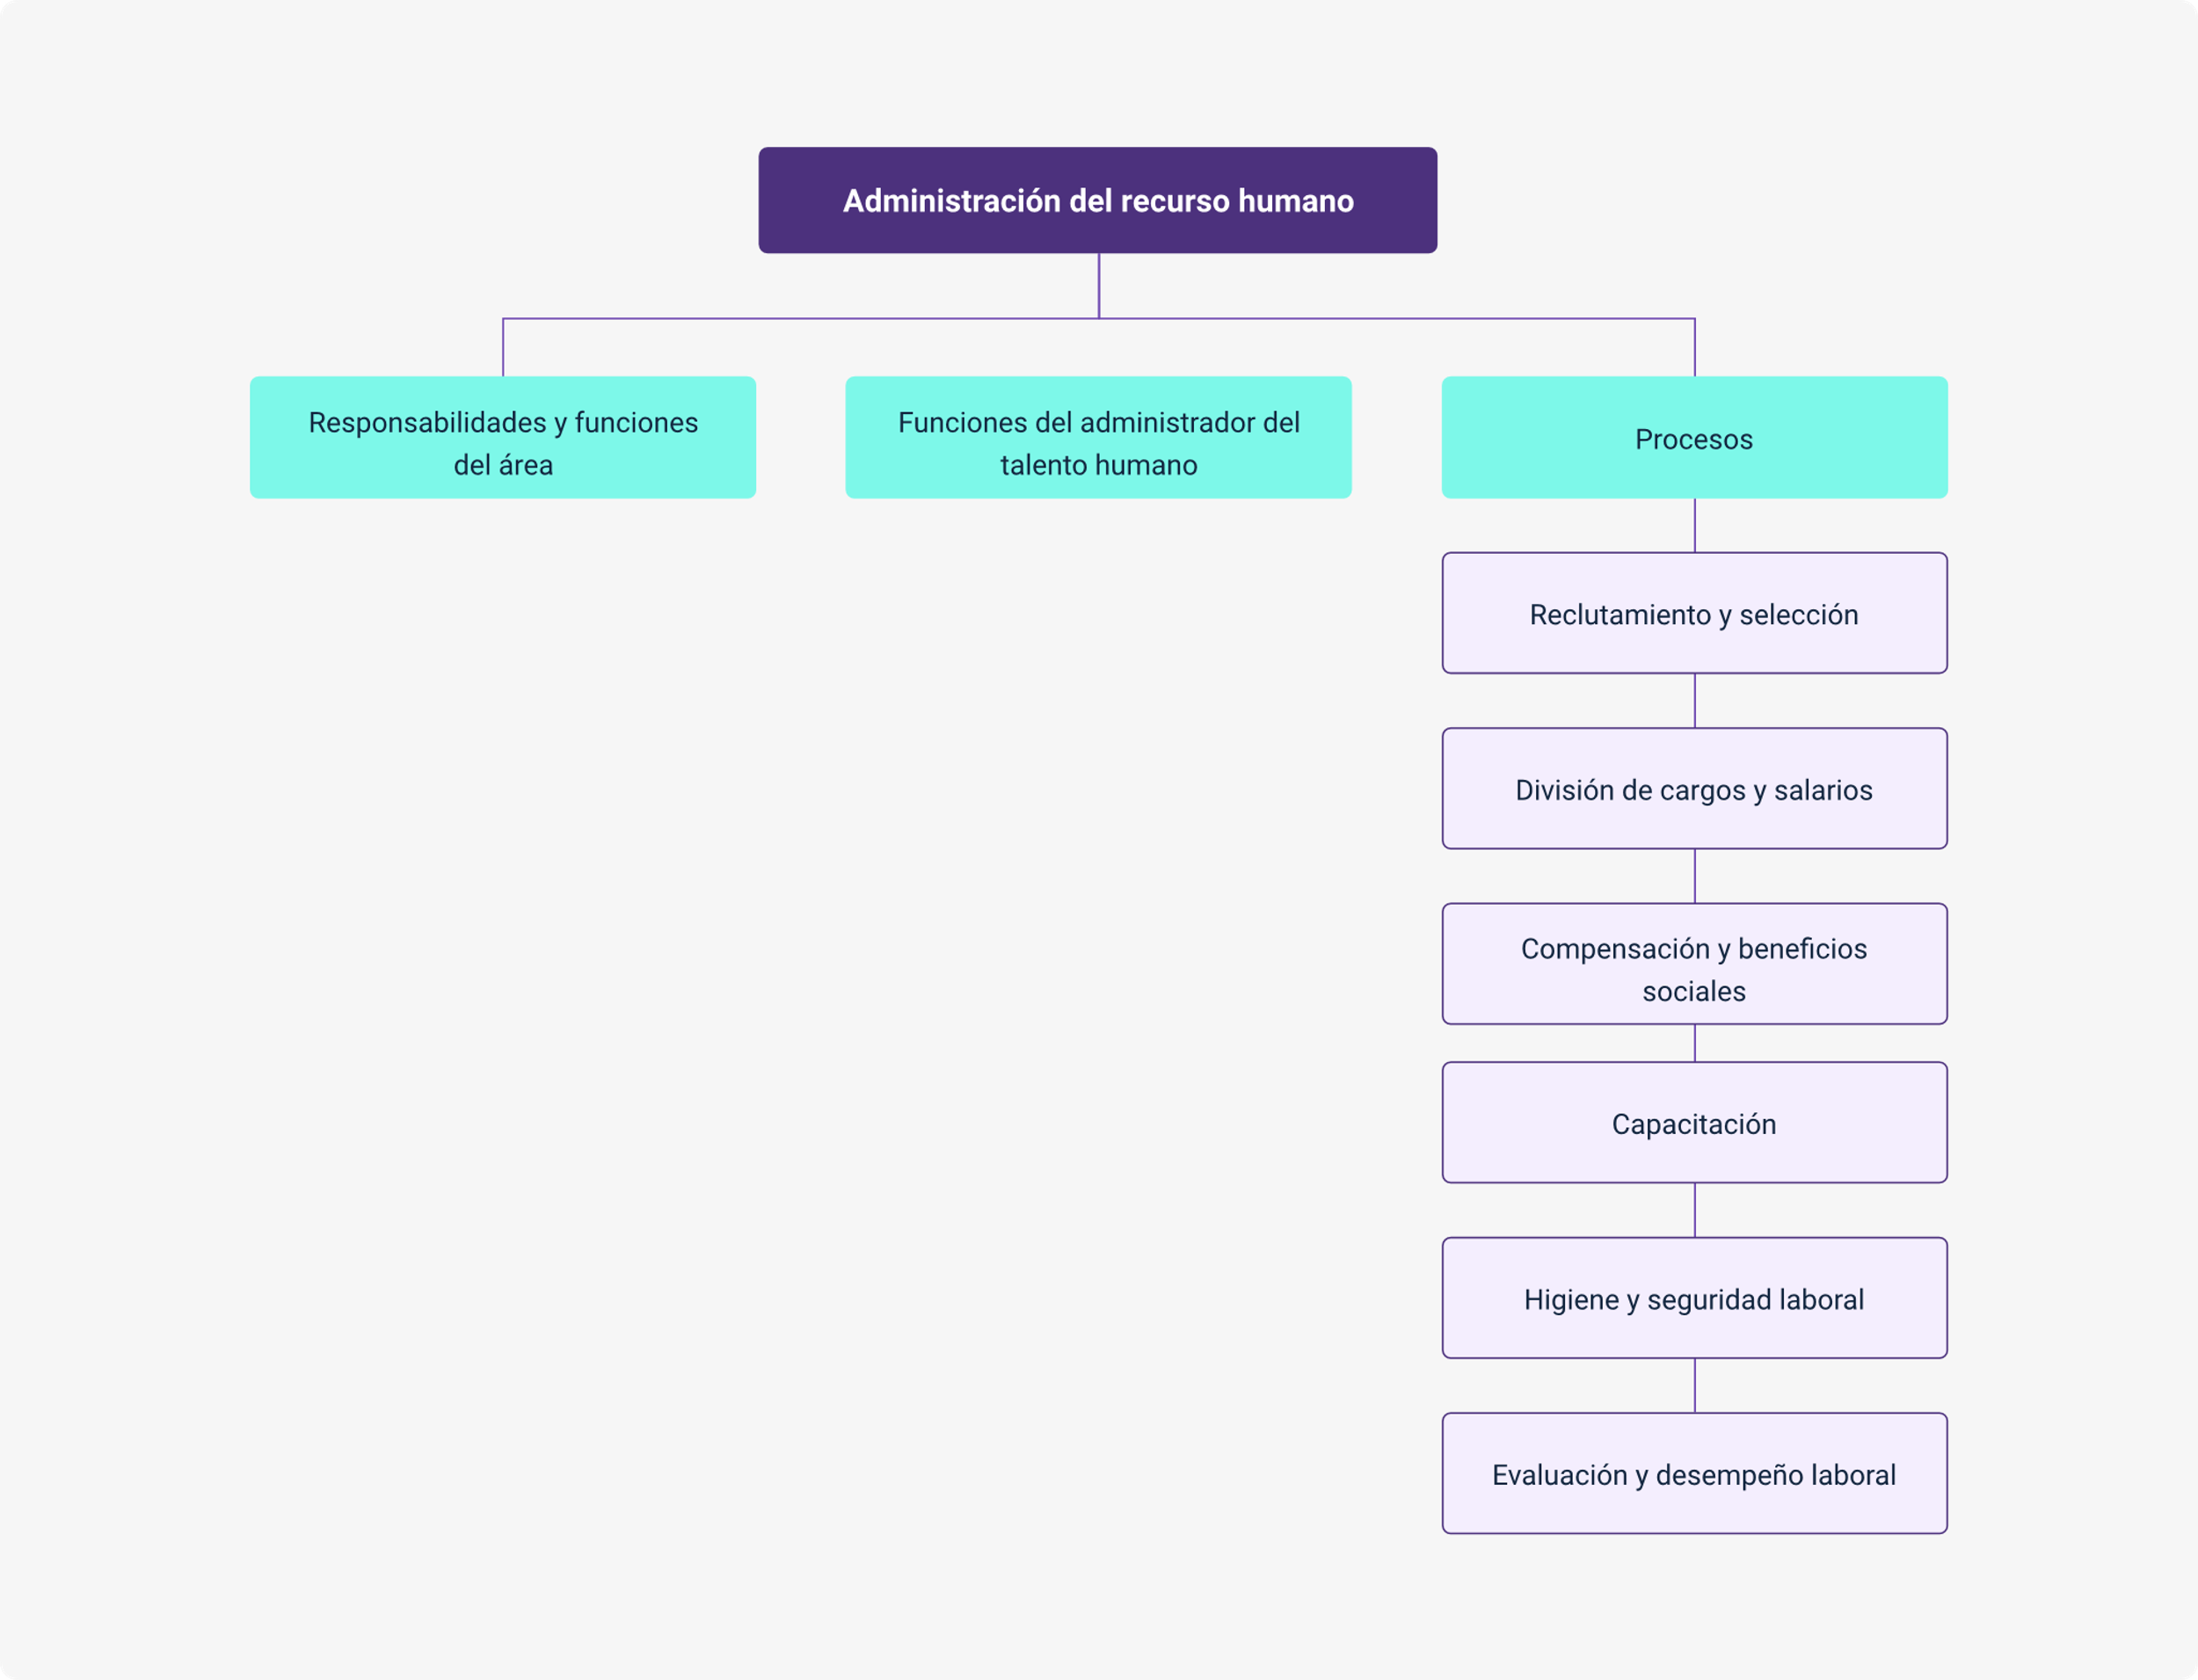 Administración del recurso humano
Responsabilidades y funciones
del área
Funciones del administrador del
talento humano
Procesos
Reclutamiento y selección
División de cargos y salarios
Compensación y beneficios
sociales
Capacitación
Higiene y seguridad laboral
Evaluación y desempeño laboral